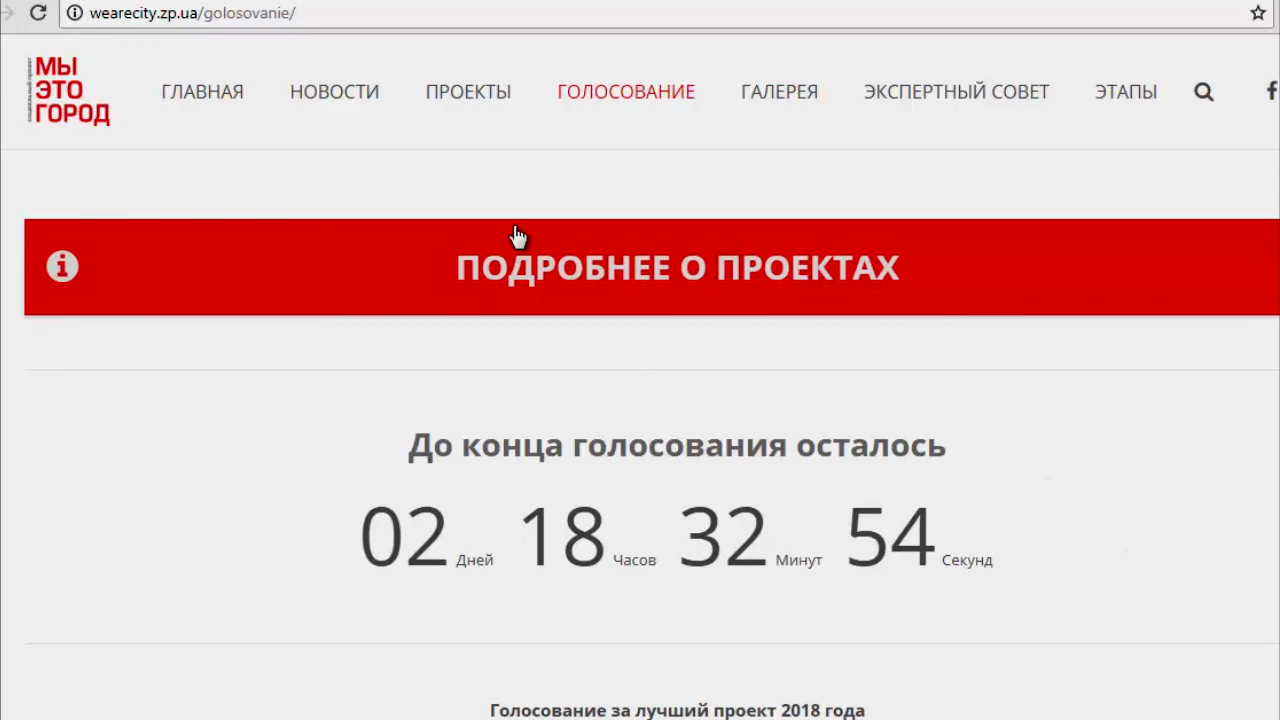 wearecity.zp.ua/golosovanie/
МЫ
ЭТО
ГОРОД
ГЛАВНАЯ НОВОСТИ ПРОЕКТЫ ГОЛОСОВАНИЕ ГАЛЕРЕЯ ЭКСПЕРТНЫЙ СОВЕТ ЭТАПЫ
ПОДРОБНЕЕ О ПРОЕКТАХ
До конца голосования осталось
02 Дней 18 Часов 32 Минут 54 Секунд
Голосование за лучший проект 2018 года